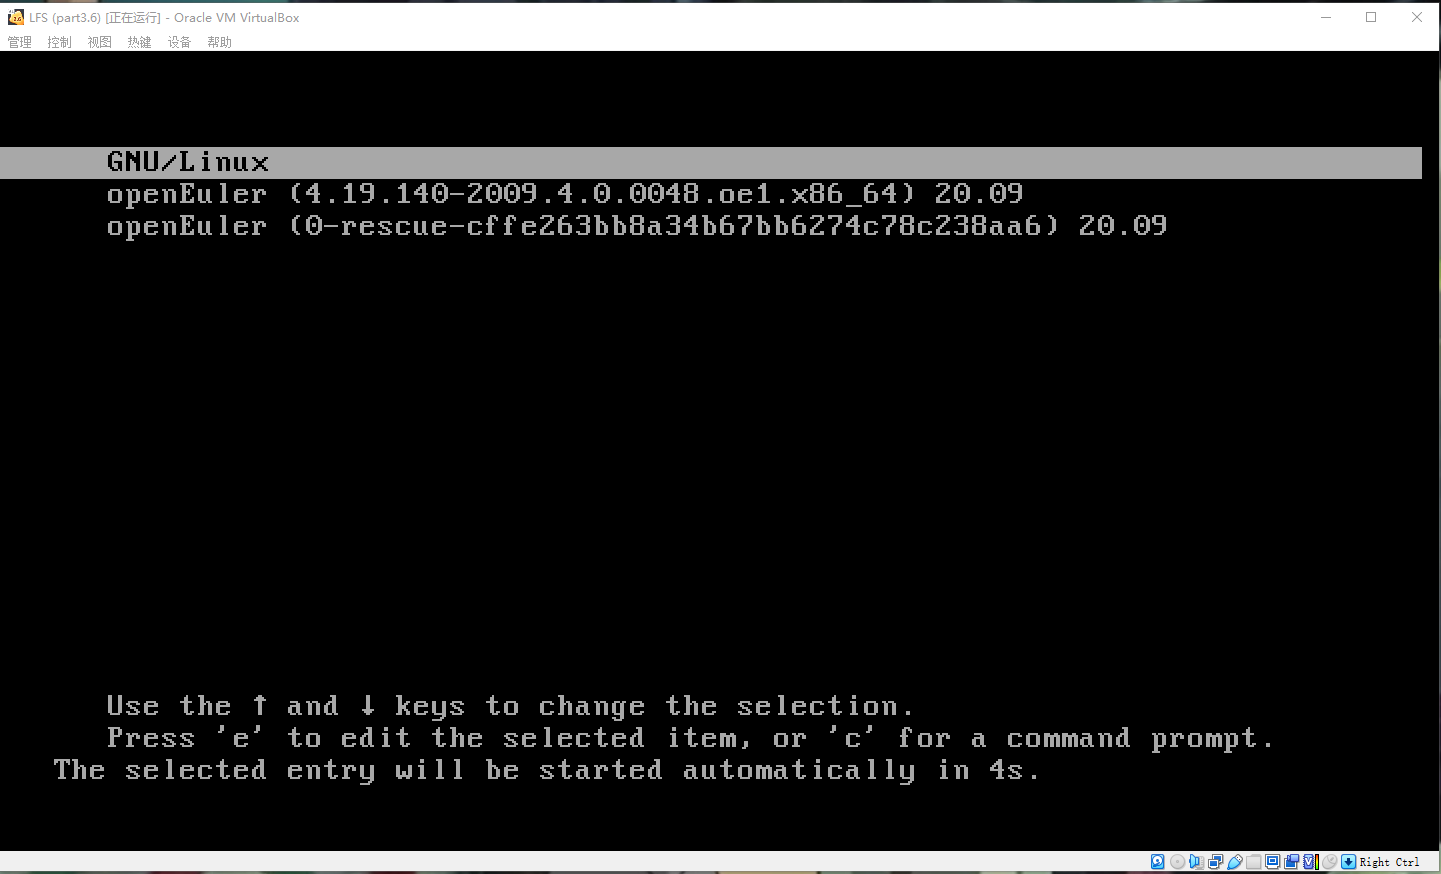 LFS (part3.6) [正在运行] - Oracle VM VirtualBox
管理 控制 视图 热键 设备 帮助
GNU/Linux
openEuler (4.19.140-2009.4.0.0048.oe1.x86_64) 20.09
openEuler (0-rescue-cffe263bb8a34b67bb6274c78c238aa6) 20.09
Use the ↑ and ↓ keys to change the selection.
Press 'e' to edit the selected item, or 'c' for a command prompt.
The selected entry will be started automatically in 4s.
Right Ctrl